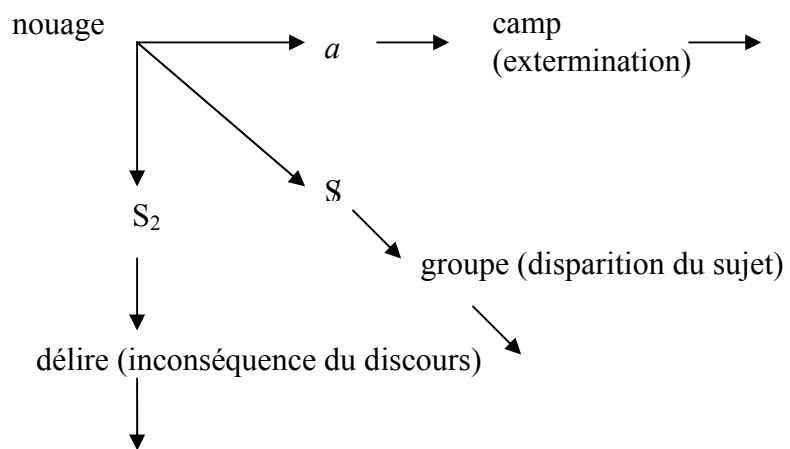 nouage
a
camp
(extermination)
$
S₂
groupe (disparition du sujet)
délire (inconséquence du discours)